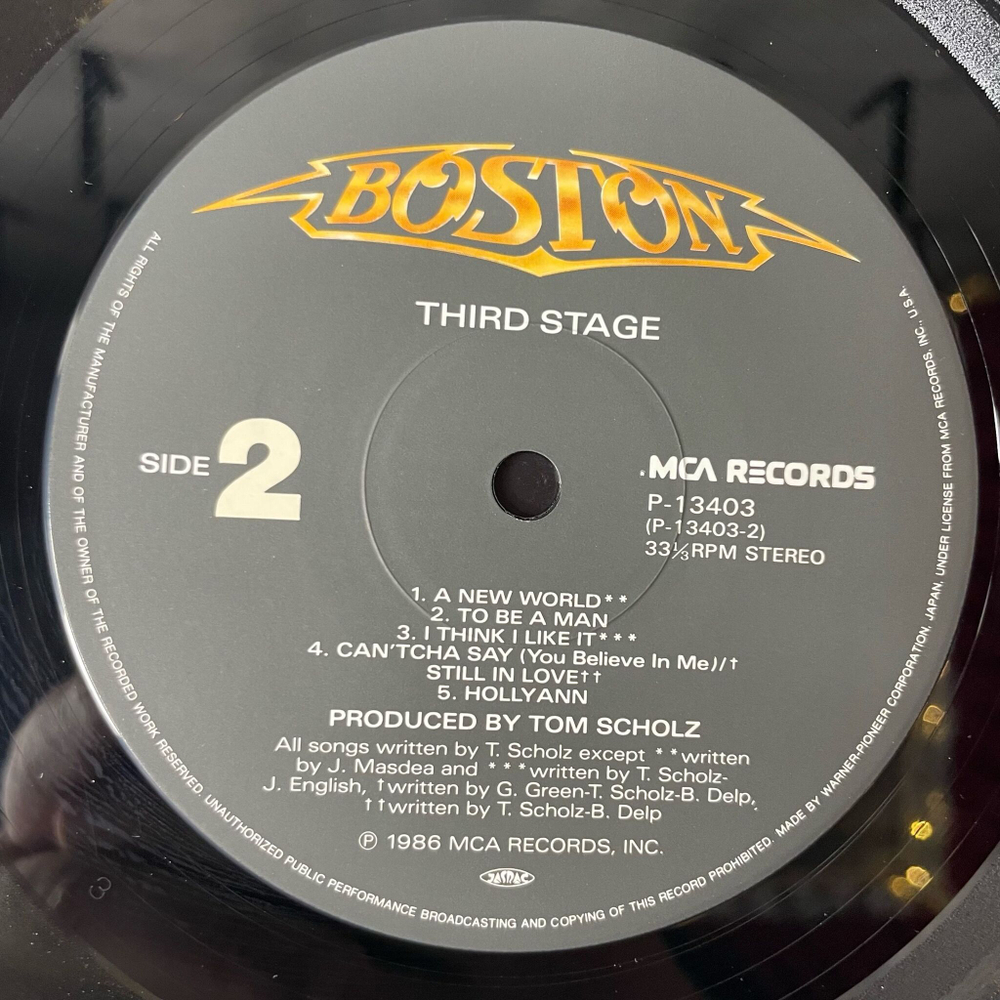 BOSTON
THIRD STAGE
SIDE 2
MCA RECORDS
P-13403
(P-13403-2)
33⅓RPM STEREO
1. A NEW WORLD**
2. TO BE A MAN
3. I THINK I LIKE IT***
4. CAN'TCHA SAY (You Believe In Me)/†
STILL IN LOVE††
5. HOLLYANN
PRODUCED BY TOM SCHOLZ
All songs written by T. Scholz except **written
by J. Masdea and ***written by T. Scholz-
J. English, †written by G. Green-T. Scholz-B. Delp,
††written by T. Scholz-B. Delp
Ⓟ 1986 MCA RECORDS, INC.
JASRAC
ALL RIGHTS OF THE MANUFACTURER AND OF THE OWNER OF THE RECORDED WORK RESERVED. UNAUTHORIZED PUBLIC PERFORMANCE BROADCASTING AND COPYING OF THIS RECORD PROHIBITED. MADE BY WARNER-PIONEER CORPORATION, JAPAN. UNDER LICENSE FROM MCA RECORDS, INC., U.S.A.
3